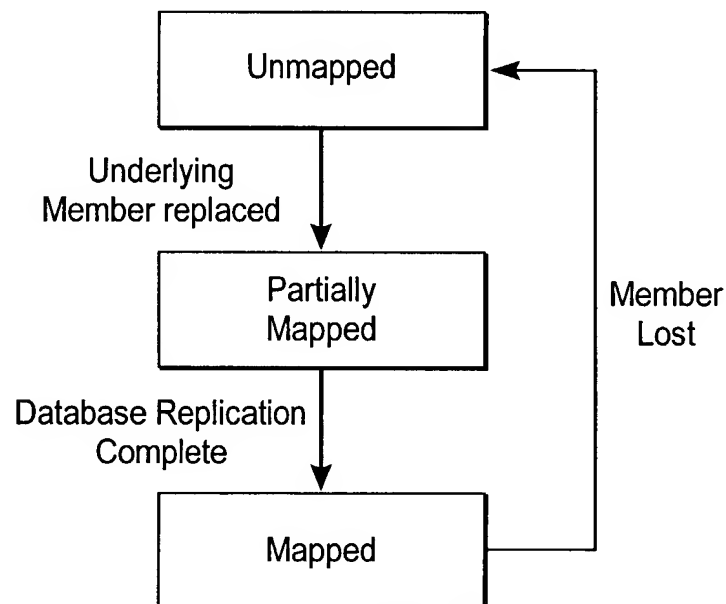 Unmapped
Underlying
Member replaced
Partially
Mapped
Member
Lost
Database Replication
Complete
Mapped